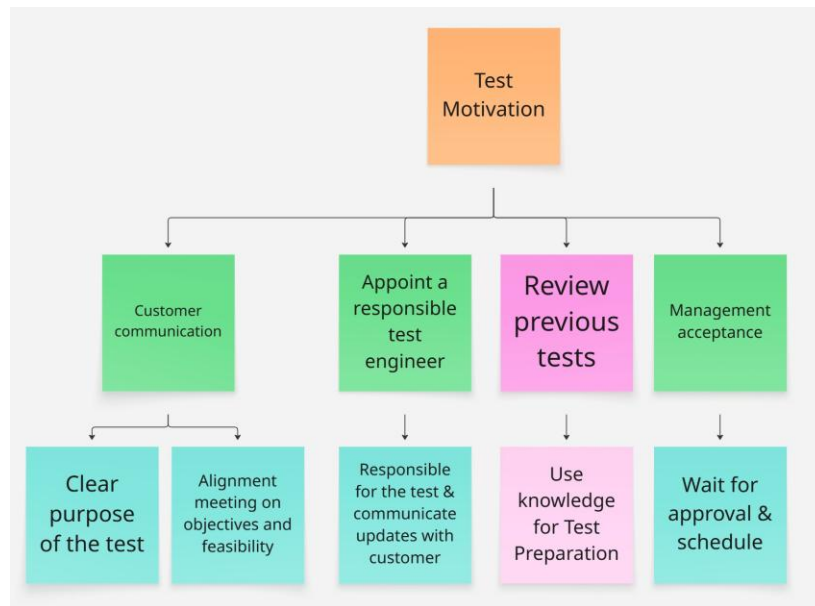 Test
Motivation
Customer
communication
Appoint a
responsible
test
engineer
Review
previous
tests
Management
acceptance
Clear
purpose
of the test
Alignment
meeting on
objectives and
feasibility
Responsible
for the test &
communicate
updates with
customer
Use
knowledge
for Test
Preparation
Wait for
approval &
schedule